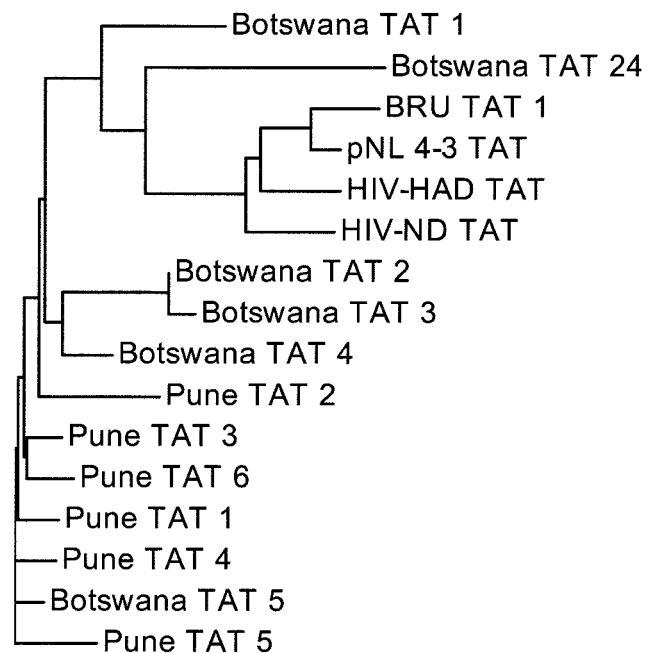 Botswana TAT 1
Botswana TAT 24
BRU TAT 1
pNL 4-3 TAT
HIV-HAD TAT
HIV-ND TAT
Botswana TAT 2
Botswana TAT 3
Botswana TAT 4
Pune TAT 2
Pune TAT 3
Pune TAT 6
Pune TAT 1
Pune TAT 4
Botswana TAT 5
Pune TAT 5